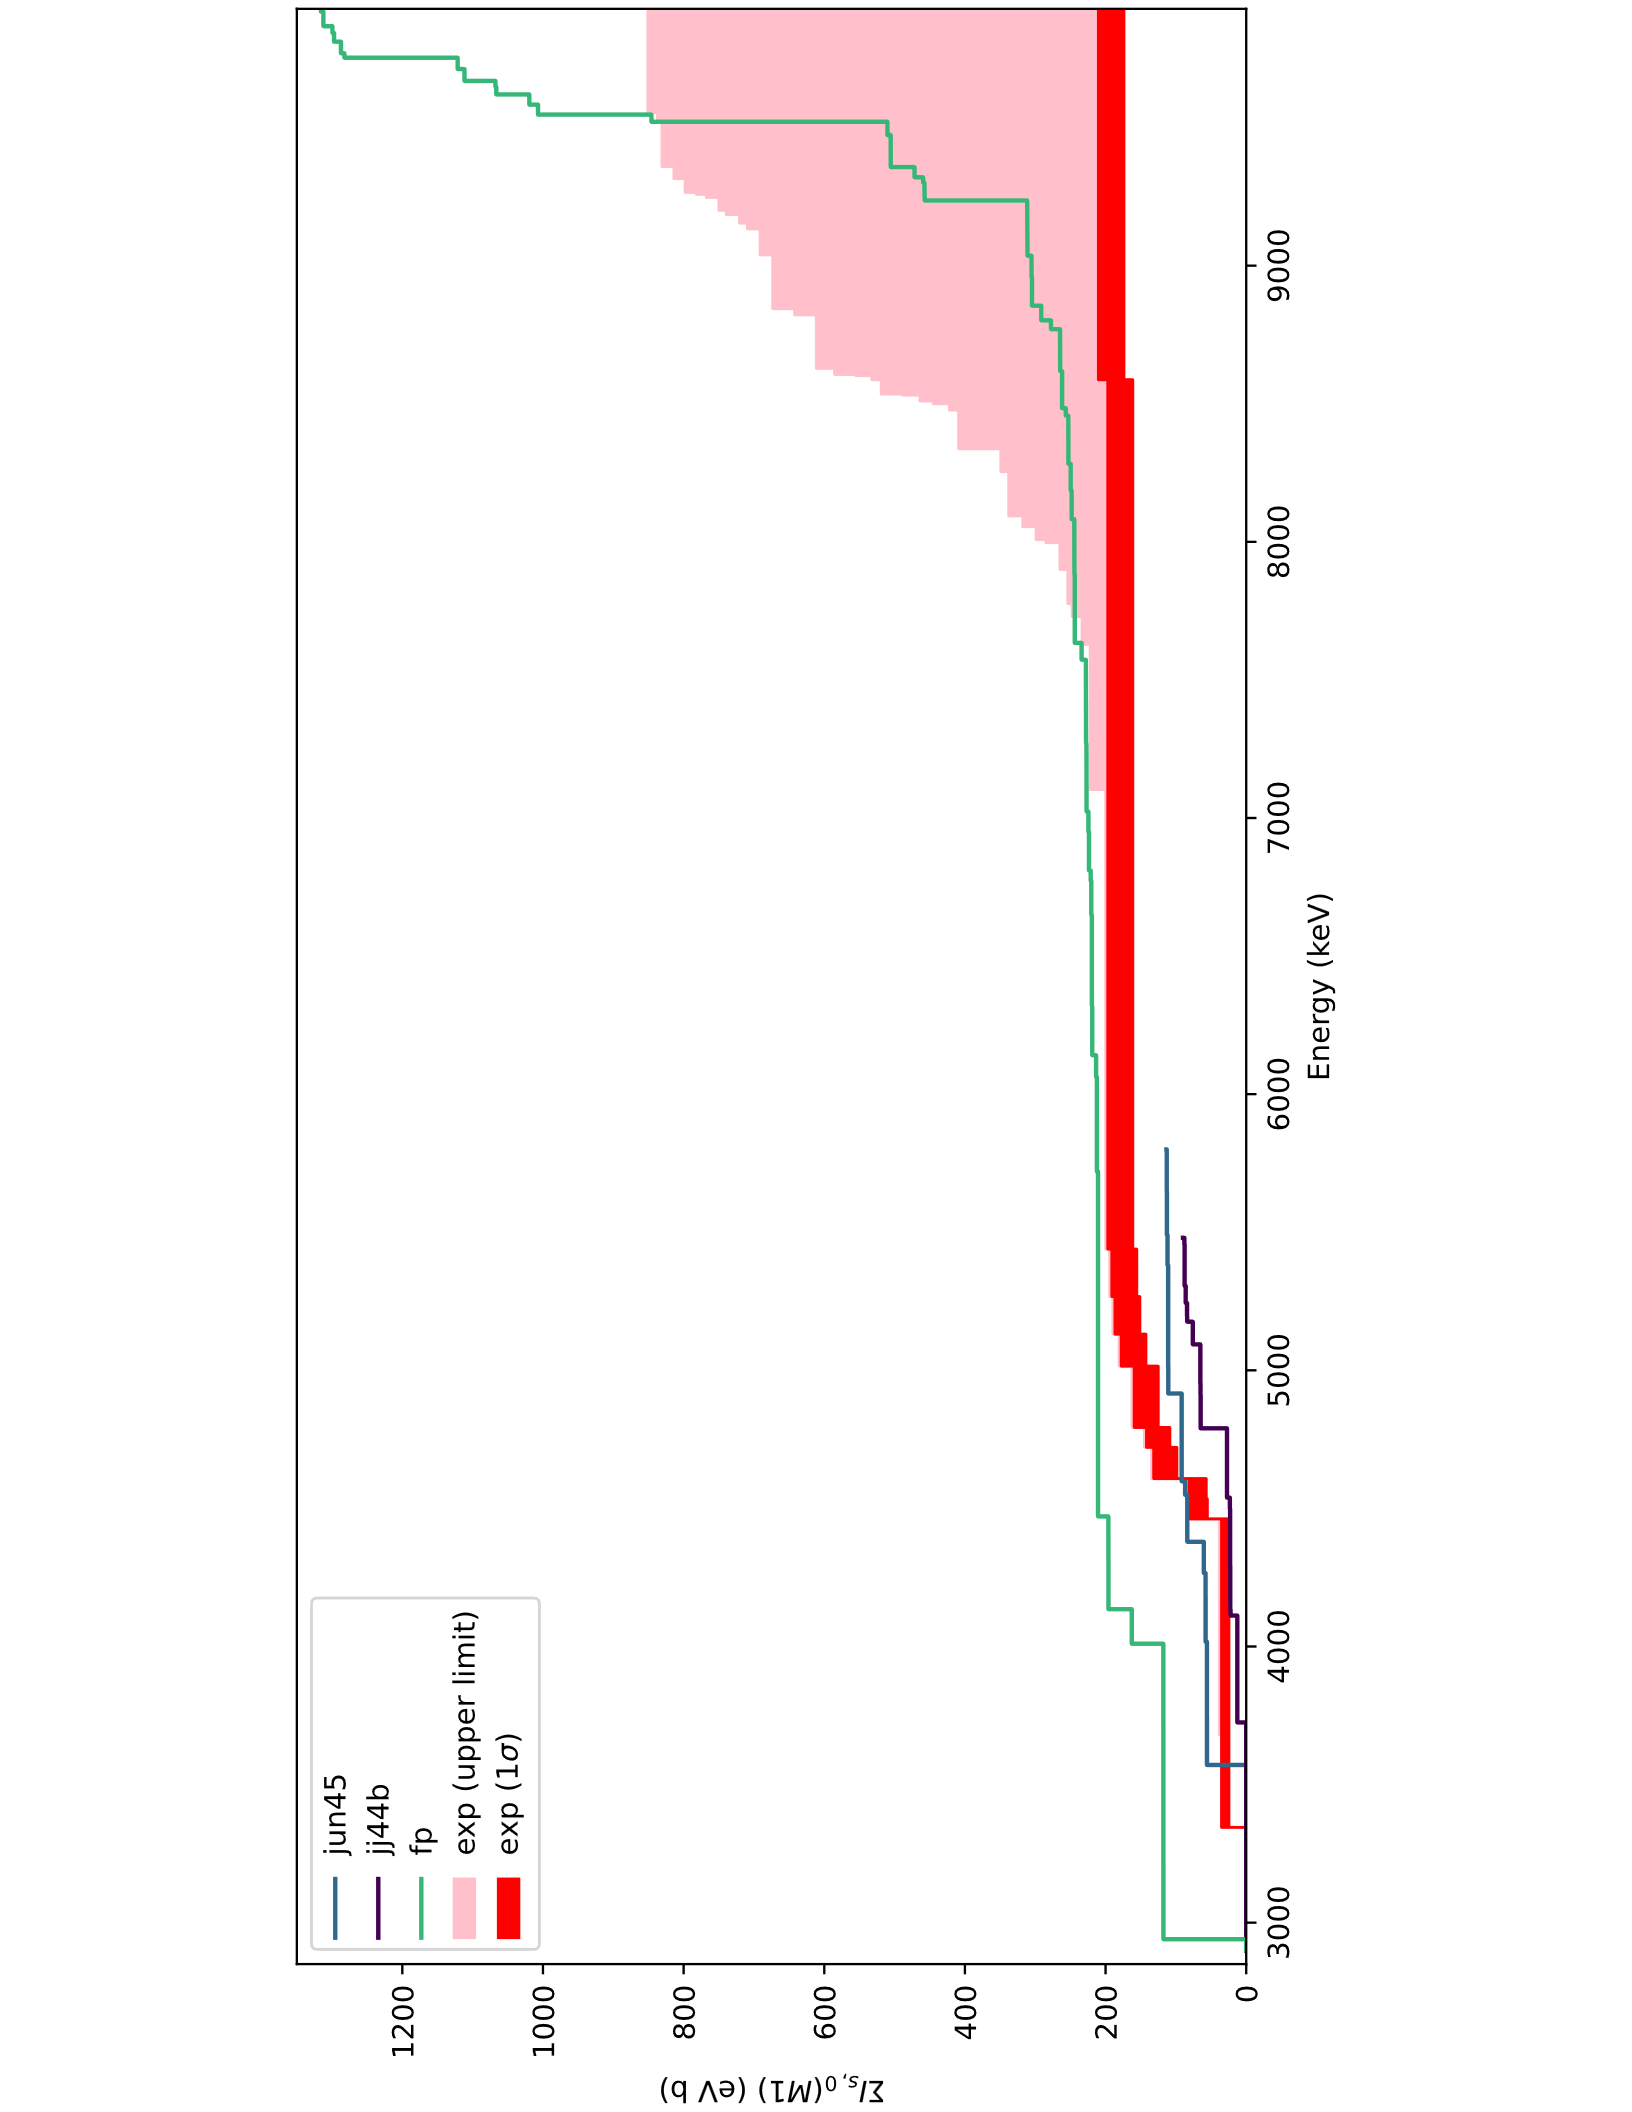 jun45
jj44b
fp
exp (upper limit)
exp (1σ)
ΣI_{s,0}(M1) (eV b)
1200
1000
800
600
400
200
0
3000
4000
5000
6000
7000
8000
9000
Energy (keV)